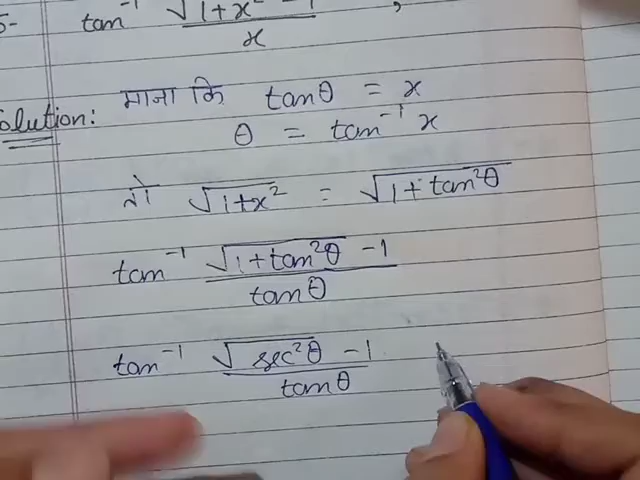 5- tan⁻¹ √(1+x² - 1) / x ,
Solution: माना कि tanθ = x
θ = tan⁻¹ x
तो √(1+x²) = √(1+tan²θ)
tan⁻¹ (√(1+tan²θ) - 1) / tanθ
tan⁻¹ (√(sec²θ) - 1) / tanθ